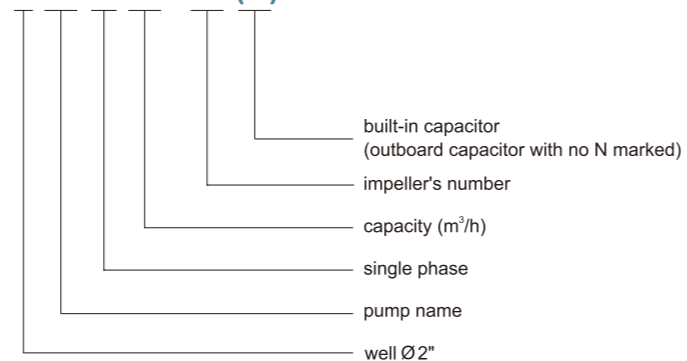 built-in capacitor
(outboard capacitor with no N marked)
impeller's number
capacity (m³/h)
single phase
pump name
well Ø2"